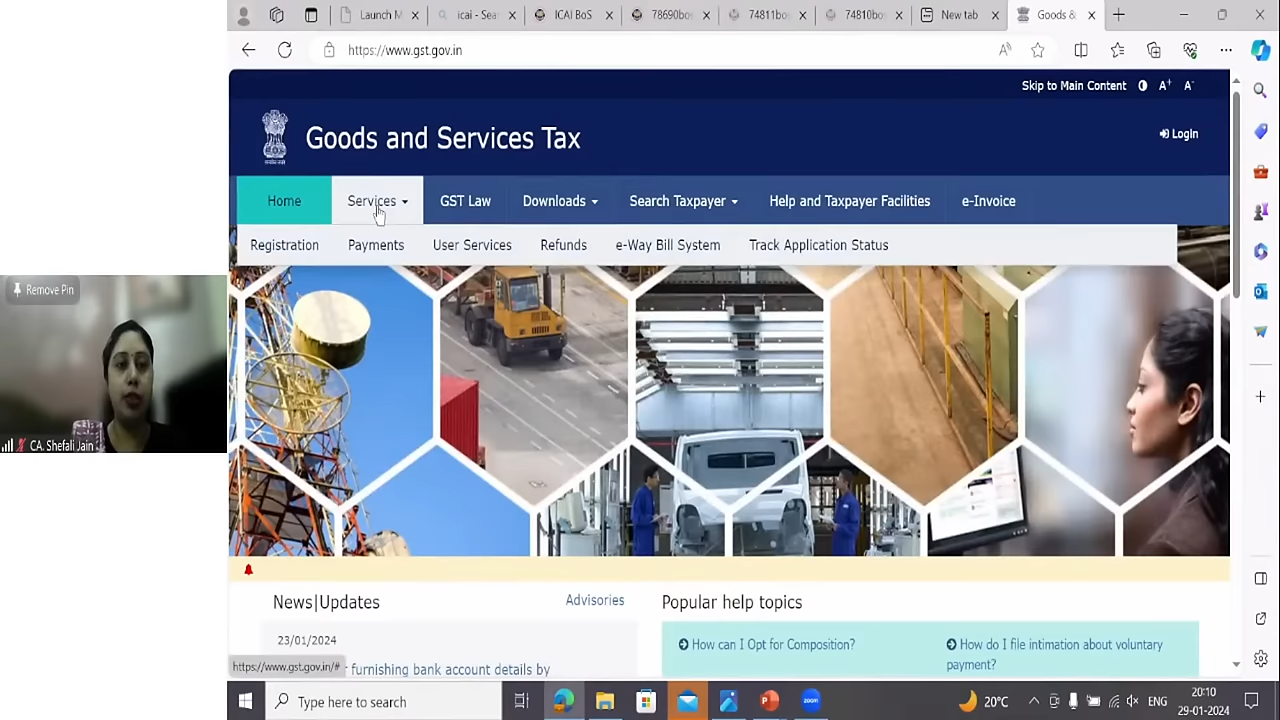 Launch M
icai - Sea
ICAI BoS
78690bos
74811bos
74810bos
New tab
Goods &
https://www.gst.gov.in
Skip to Main Content A+ A-
Goods and Services Tax
Login
Home Services GST Law Downloads Search Taxpayer Help and Taxpayer Facilities e-Invoice
Registration Payments User Services Refunds e-Way Bill System Track Application Status
Remove Pin
CA. Shefali Jain
News|Updates Advisories
Popular help topics
23/01/2024
furnishing bank account details by
How can I Opt for Composition?
How do I file intimation about voluntary
payment?
https://www.gst.gov.in/#
Type here to search
20°C
ENG
20:10
29-01-2024